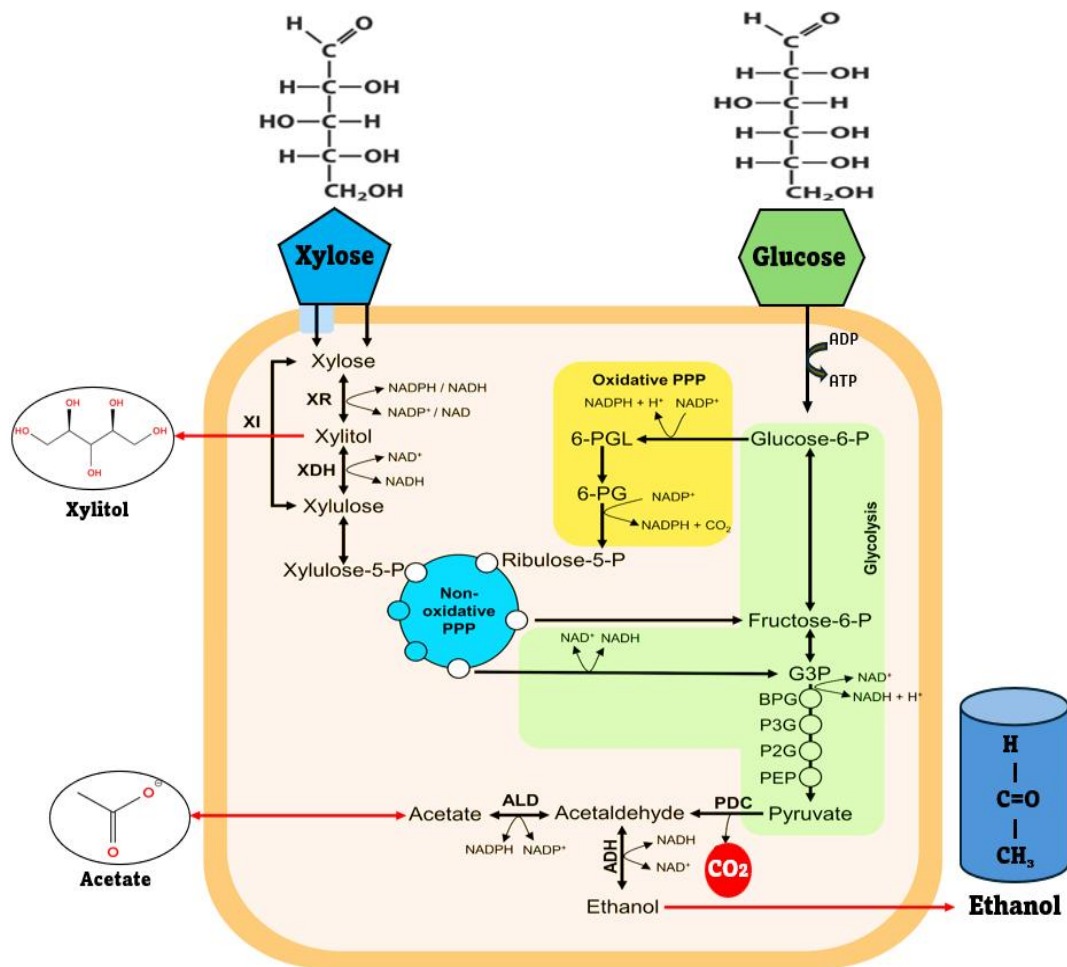 H O
C
H—C—OH
HO—C—H
H—C—OH
CH₂OH
H O
C
H—C—OH
HO—C—H
H—C—OH
H—C—OH
CH₂OH
Xylose
Glucose
ADP
ATP
Xylose
XR
NADPH / NADH
NADP⁺ / NAD
XI
Xylitol
XDH
NAD⁺
NADH
Xylulose
Xylulose-5-P
OH OH
HO OH
OH
Xylitol
Oxidative PPP
NADPH + H⁺ NADP⁺
6-PGL
Glucose-6-P
6-PG
NADP⁺
NADPH + CO₂
Ribulose-5-P
Glycolysis
Non-
oxidative
PPP
Fructose-6-P
NAD⁺ NADH
G3P
NAD⁺
NADH + H⁺
BPG
P3G
P2G
PEP
Pyruvate
PDC
CO₂
Acetaldehyde
ALD
NADPH NADP⁺
Acetate
O⊖
O
Acetate
ADH
NADH
NAD⁺
Ethanol
H
|
C=O
|
CH₃
Ethanol